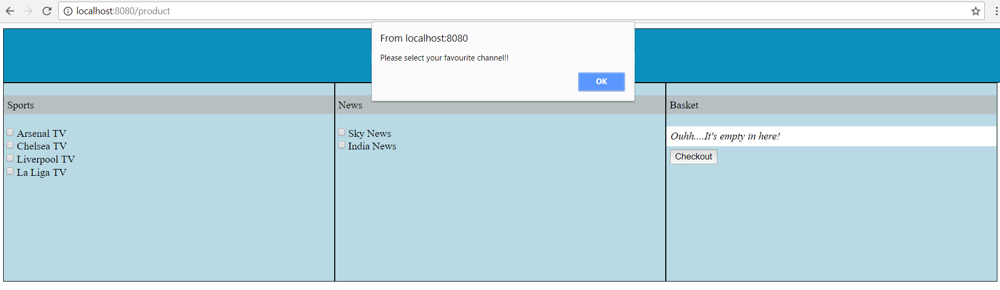 localhost:8080/product
From localhost:8080
Please select your favourite channel!!
OK
Sports
Arsenal TV
Chelsea TV
Liverpool TV
La Liga TV
News
Sky News
India News
Basket
Ouhh....It's empty in here!
Checkout